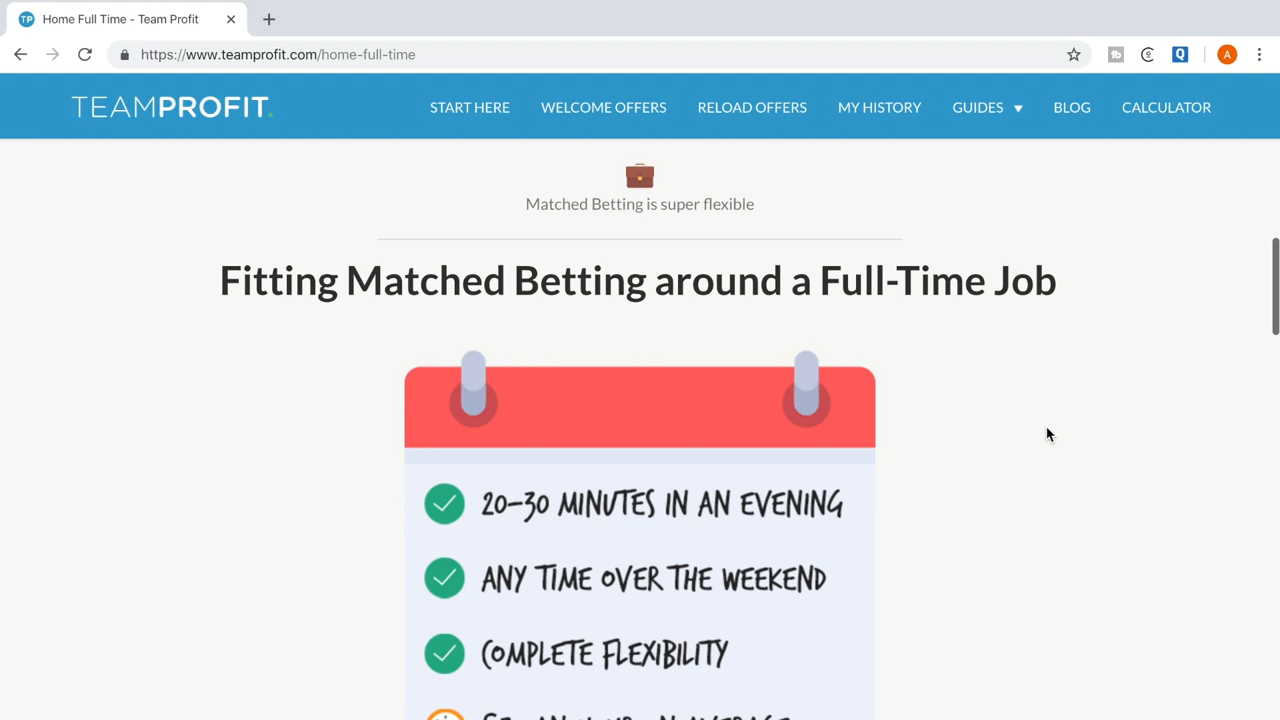 TP Home Full Time - Team Profit
https://www.teamprofit.com/home-full-time
tb
Q
A
TEAMPROFIT. START HERE WELCOME OFFERS RELOAD OFFERS MY HISTORY GUIDES BLOG CALCULATOR
Matched Betting is super flexible
Fitting Matched Betting around a Full-Time Job
20-30 MINUTES IN AN EVENING
ANY TIME OVER THE WEEKEND
COMPLETE FLEXIBILITY